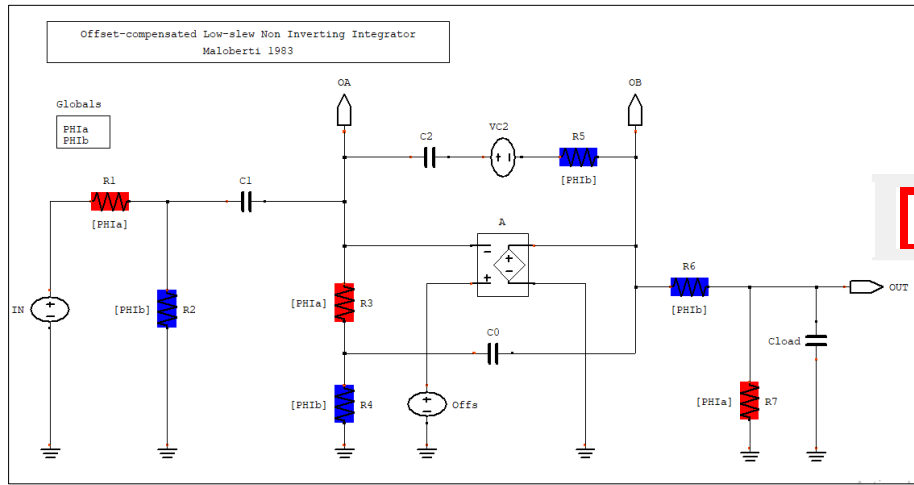 Offset-compensated Low-slew Non Inverting Integrator
Maloberti 1983
OA
OB
Globals
PHIa
PHIb
C2
VC2
R5
[PHIb]
R1
C1
[PHIa]
A
R6
[PHIb]
OUT
IN
[PHIb]
R2
[PHIa]
R3
C0
Cload
[PHIb]
R4
Offs
[PHIa]
R7